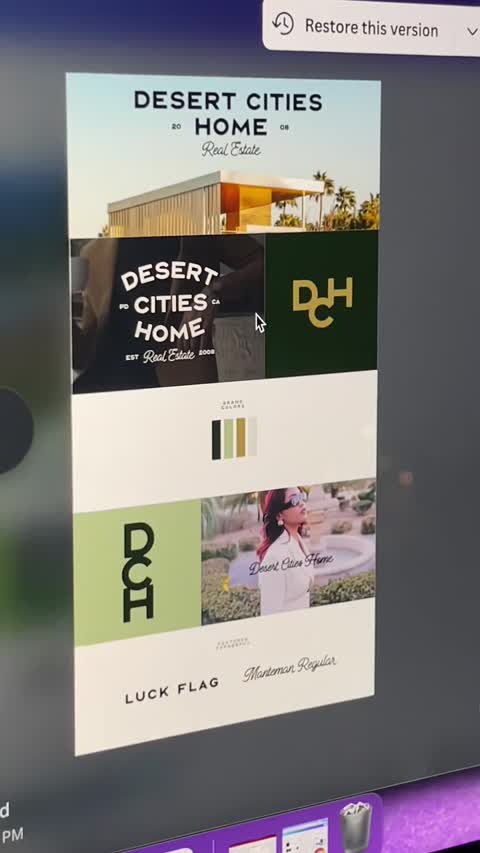 Restore this version
DESERT CITIES
20 HOME 08
Real Estate
DESERT
PD CITIES CA
HOME
EST Real Estate 2008
DCH
BRAND
COLORS
DCH
Desert Cities Home
FEATURED
LUCK FLAG
Manteman Regular
d
PM